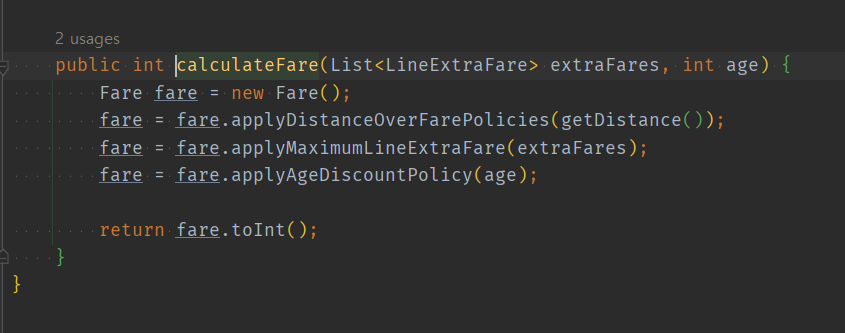 2 usages
public int calculateFare(List<LineExtraFare> extraFares, int age) {
Fare fare = new Fare();
fare = fare.applyDistanceOverFarePolicies(getDistance());
fare = fare.applyMaximumLineExtraFare(extraFares);
fare = fare.applyAgeDiscountPolicy(age);
return fare.toInt();
}
}